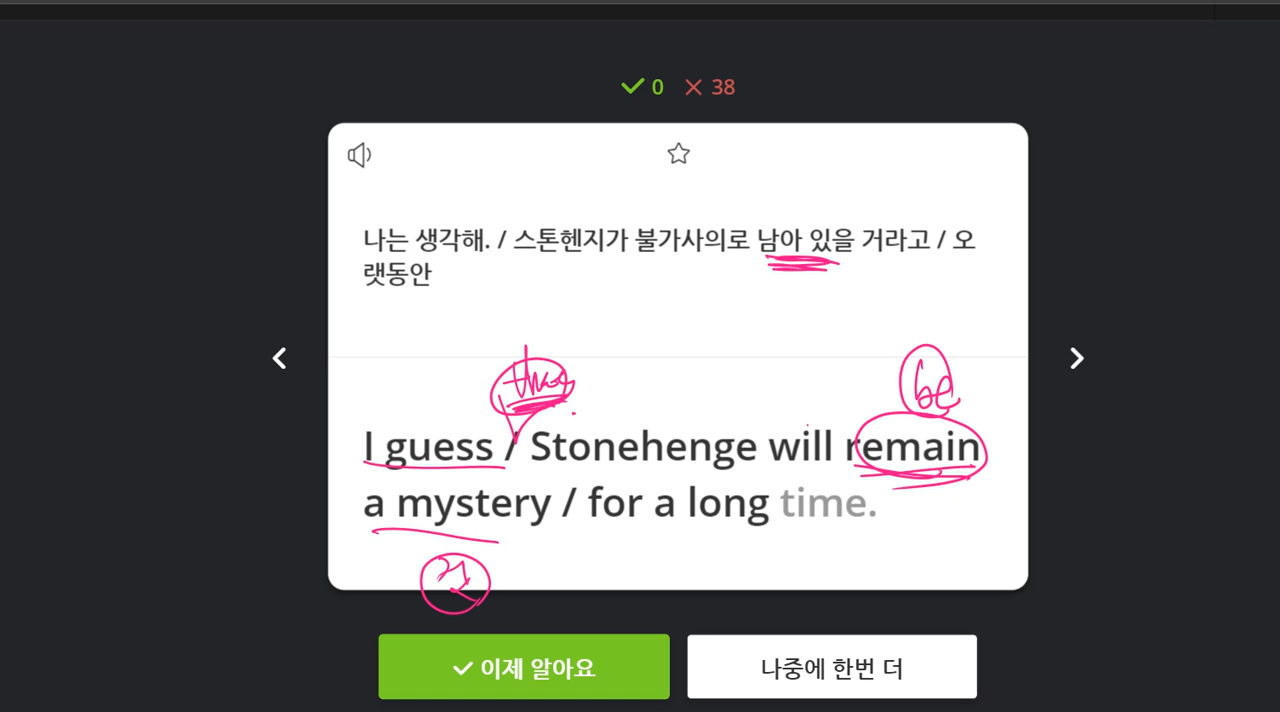 0 38
나는 생각해. / 스톤헨지가 불가사의로 남아 있을 거라고 / 오
랫동안
be
I guess / Stonehenge will remain
a mystery / for a long time.
이제 알아요 나중에 한번 더